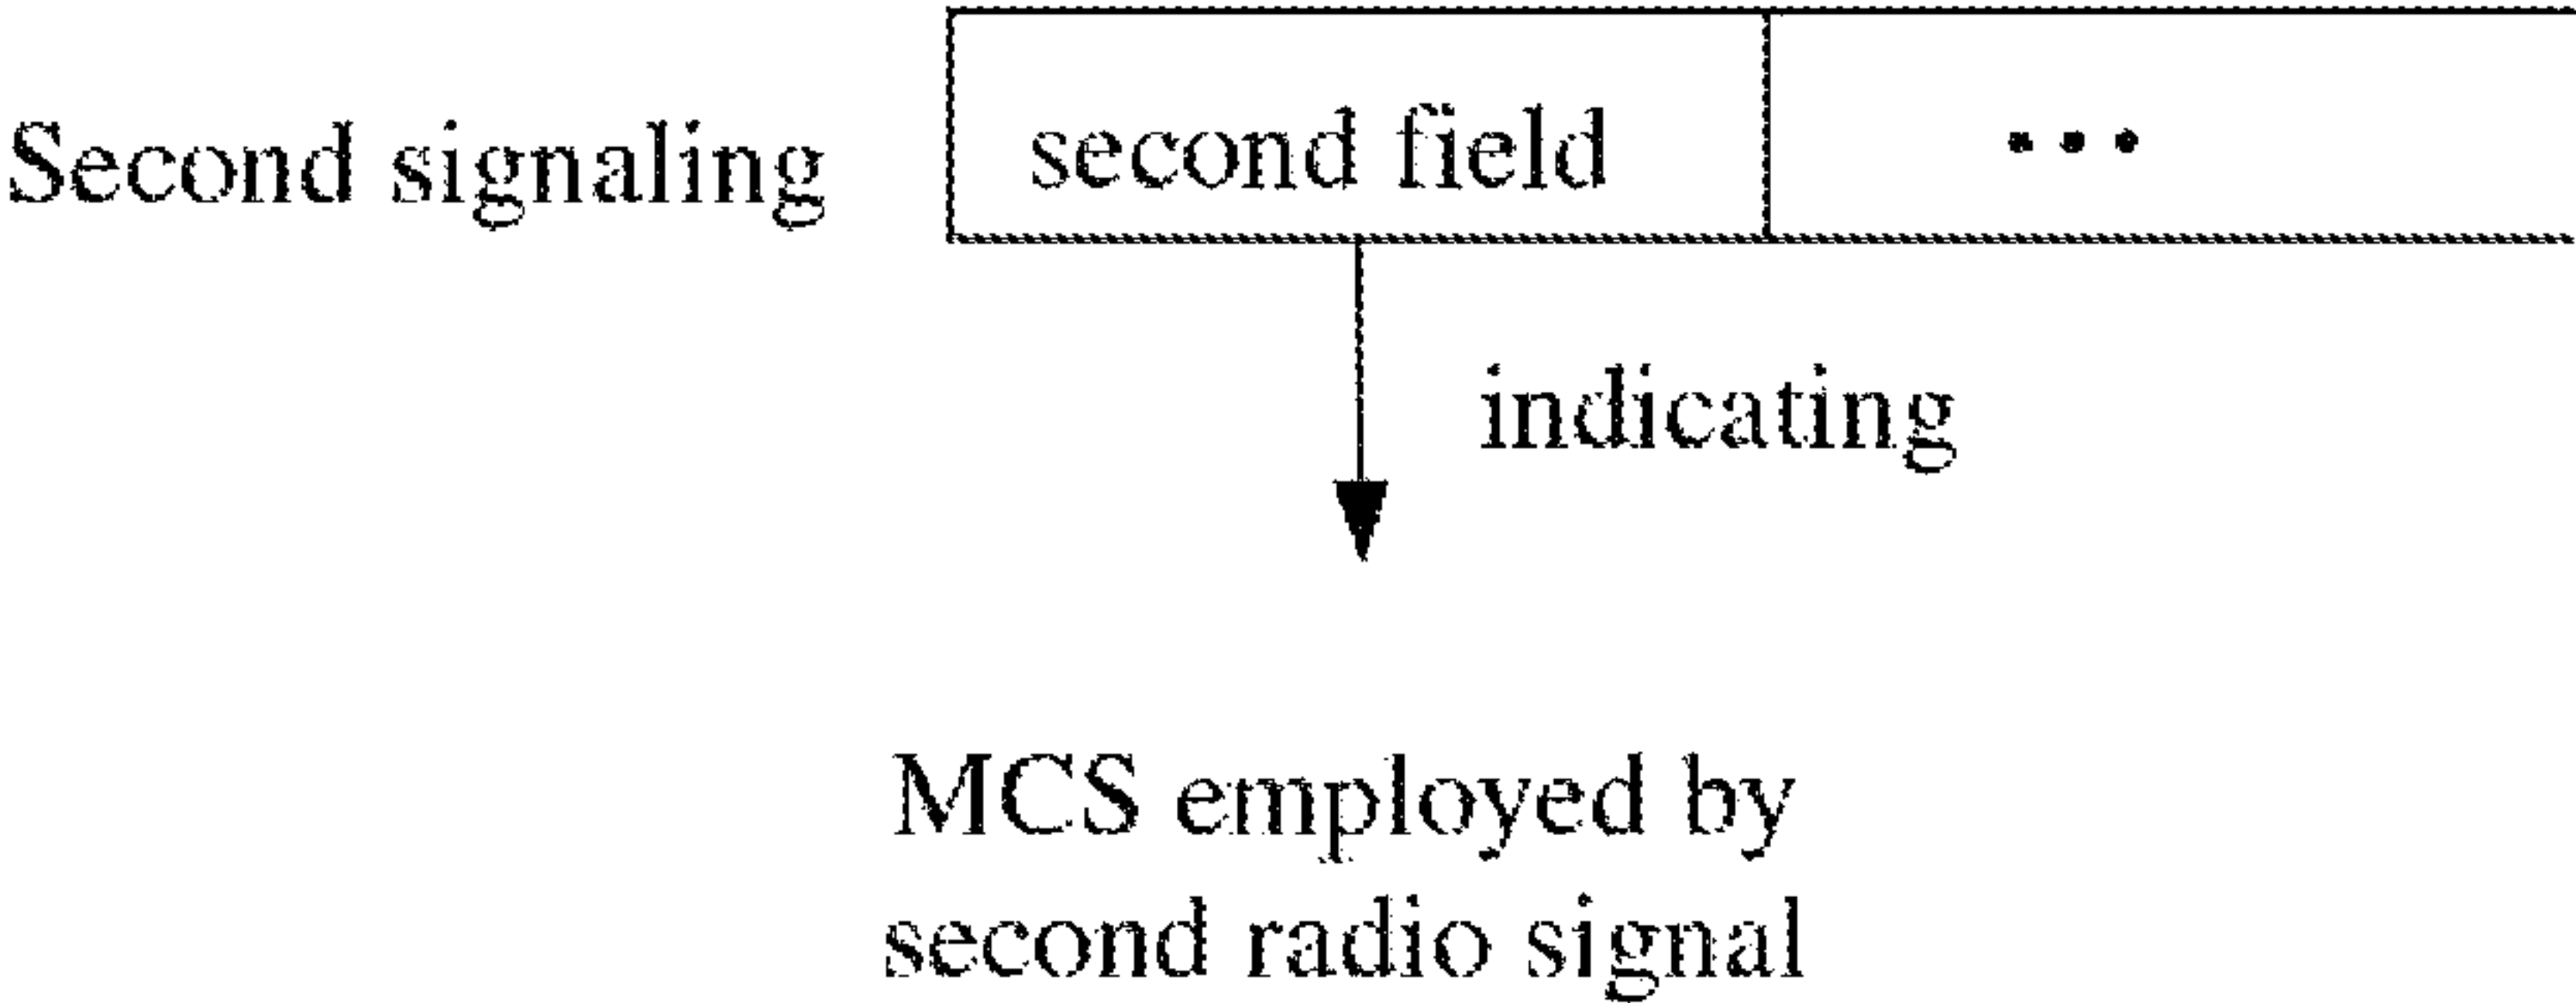 Second signaling
second field
...
indicating
MCS employed by
second radio signal